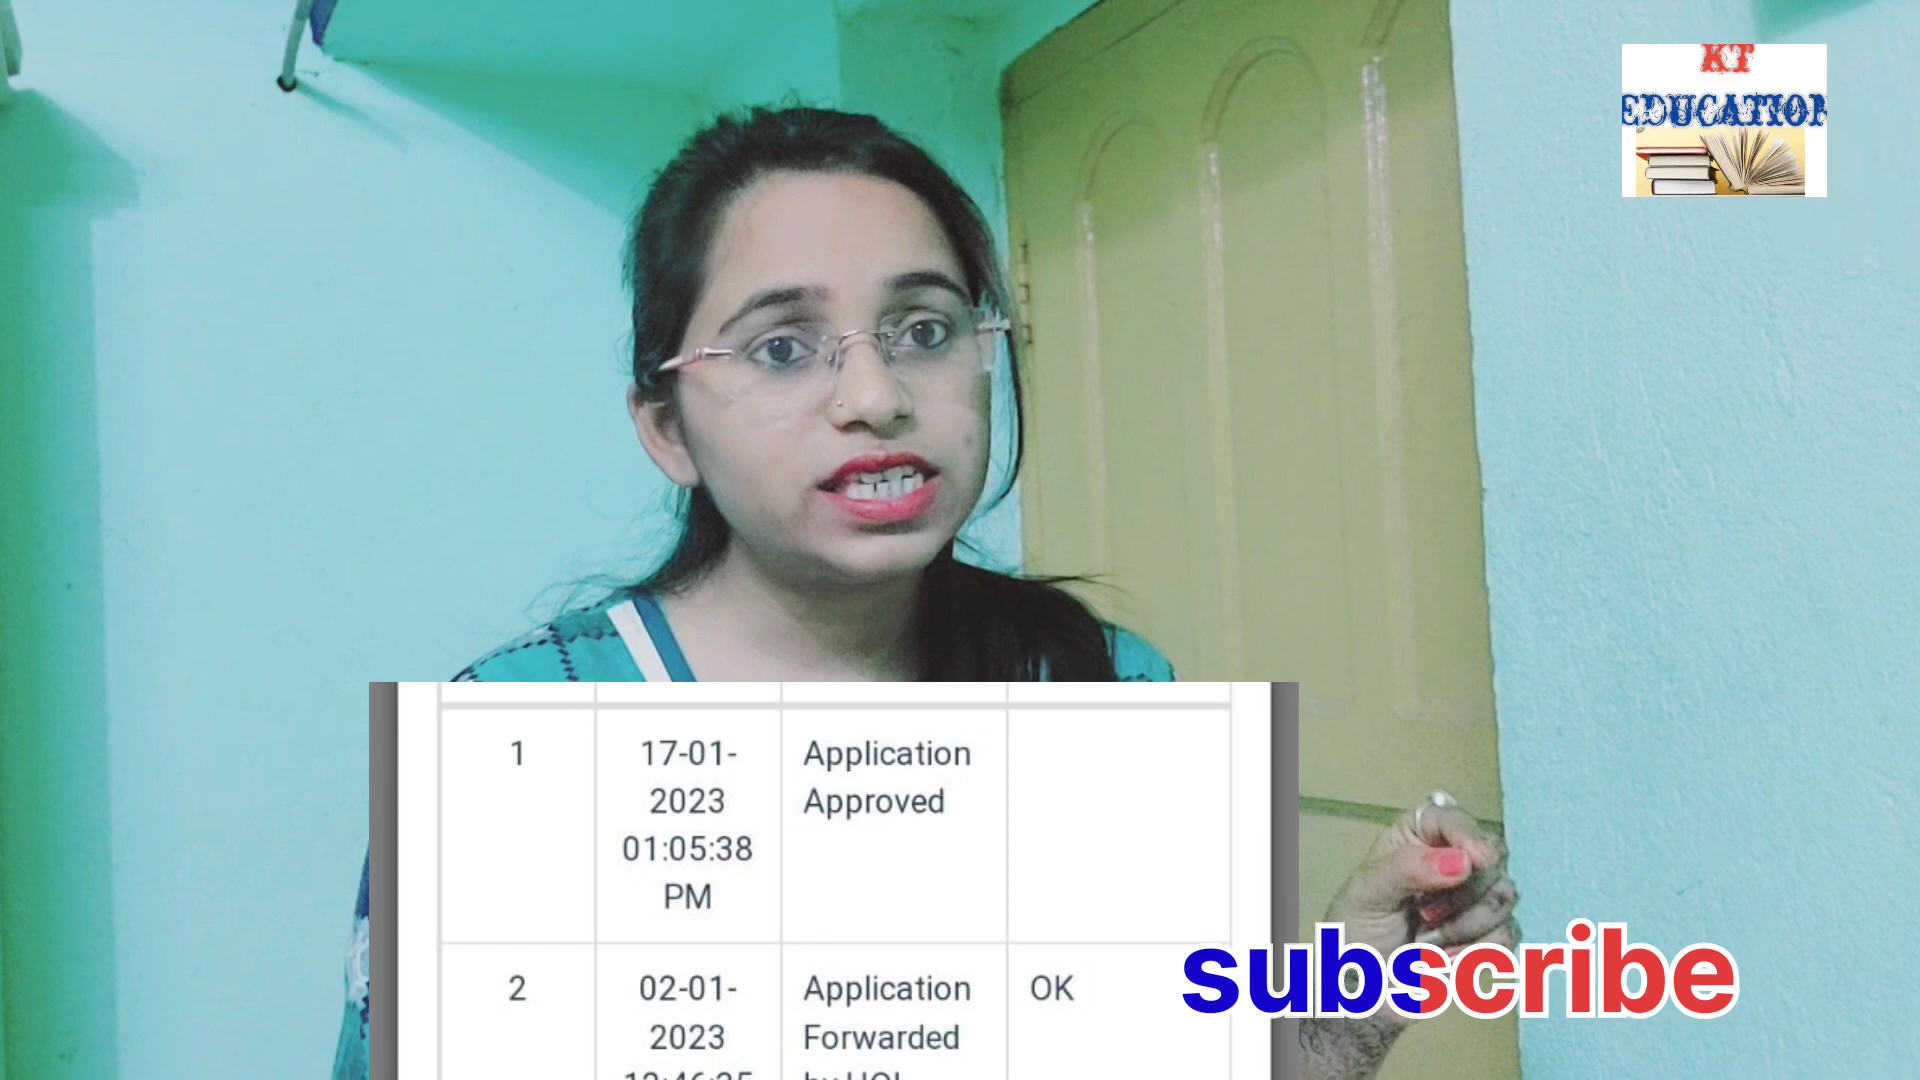 KT
EDUCATION
1
17-01-
2023
01:05:38
PM
Application
Approved
2
02-01-
2023
Application
Forwarded
OK
subscribe